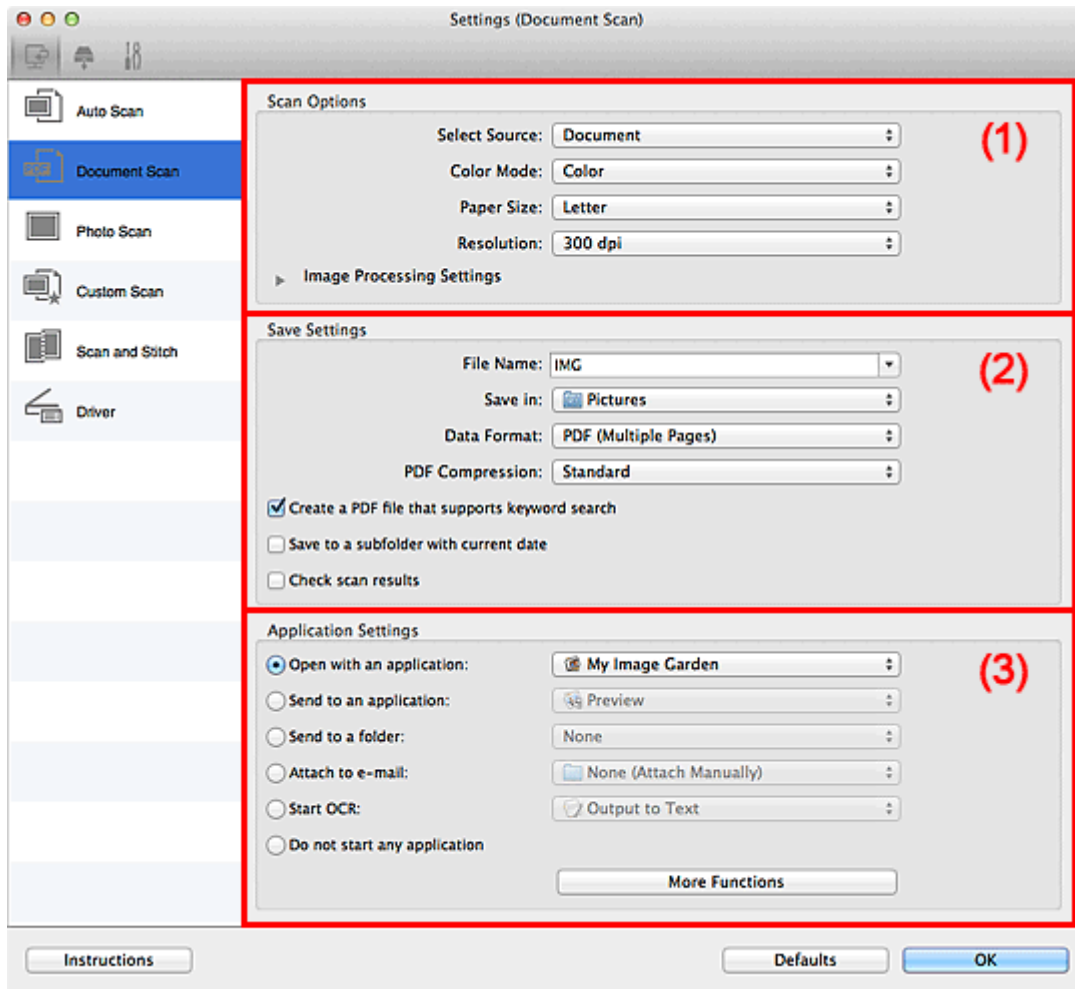 Settings (Document Scan)
Auto Scan
PDF
Document Scan
Photo Scan
Custom Scan
Scan and Stitch
Driver
Scan Options
(1)
Select Source: Document
Color Mode: Color
Paper Size: Letter
Resolution: 300 dpi
Image Processing Settings
Save Settings
(2)
File Name: IMG
Save in: Pictures
Data Format: PDF (Multiple Pages)
PDF Compression: Standard
Create a PDF file that supports keyword search
Save to a subfolder with current date
Check scan results
Application Settings
(3)
Open with an application: My Image Garden
Send to an application: Preview
Send to a folder: None
Attach to e-mail: None (Attach Manually)
Start OCR: Output to Text
Do not start any application
More Functions
Instructions
Defaults
OK